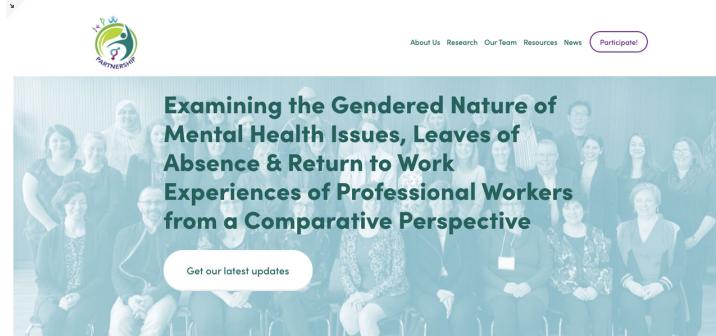 PARTNERSHIP
About Us Research Our Team Resources News Participate!
Examining the Gendered Nature of
Mental Health Issues, Leaves of
Absence & Return to Work
Experiences of Professional Workers
from a Comparative Perspective
Get our latest updates